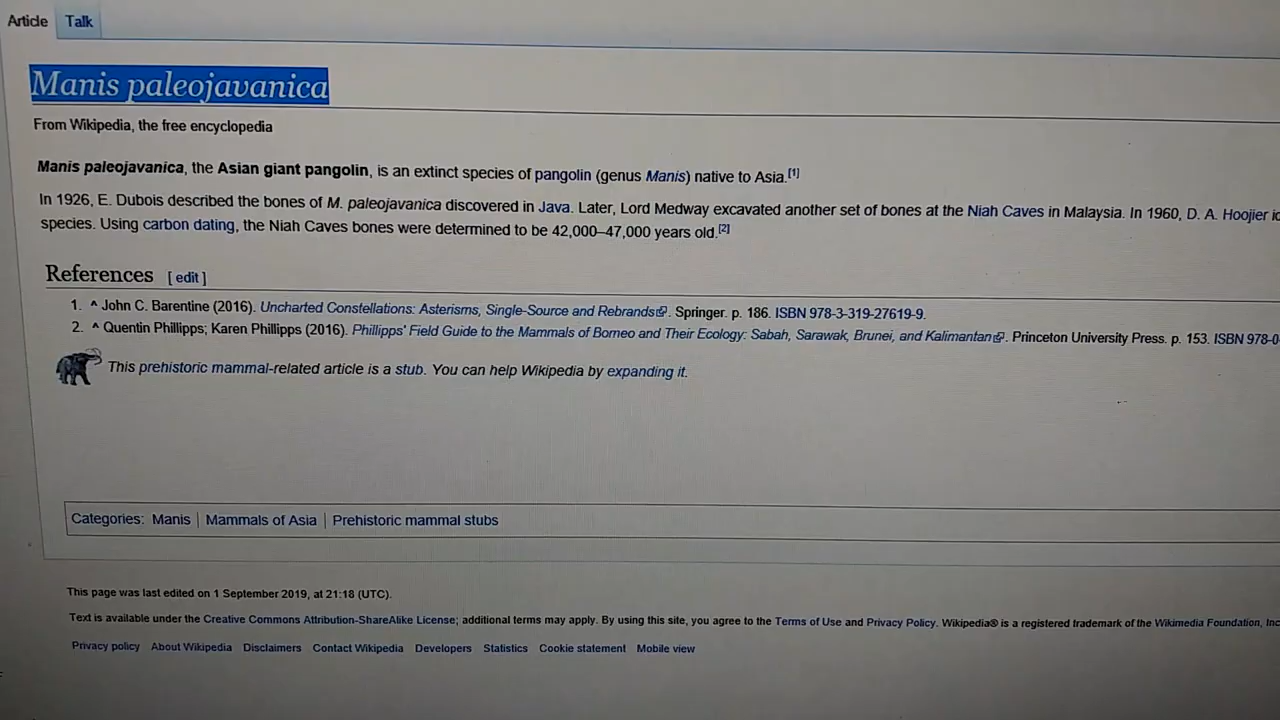 Article Talk
Manis paleojavanica
From Wikipedia, the free encyclopedia
Manis paleojavanica, the Asian giant pangolin, is an extinct species of pangolin (genus Manis) native to Asia.[1]
In 1926, E. Dubois described the bones of M. paleojavanica discovered in Java. Later, Lord Medway excavated another set of bones at the Niah Caves in Malaysia. In 1960, D. A. Hoojier
species. Using carbon dating, the Niah Caves bones were determined to be 42,000–47,000 years old.[2]
References [ edit ]
1. ^ John C. Barentine (2016). Uncharted Constellations: Asterisms, Single-Source and Rebrands. Springer. p. 186. ISBN 978-3-319-27619-9.
2. ^ Quentin Phillipps; Karen Phillipps (2016). Phillipps' Field Guide to the Mammals of Borneo and Their Ecology: Sabah, Sarawak, Brunei, and Kalimantan. Princeton University Press. p. 153. ISBN 978-0
This prehistoric mammal-related article is a stub. You can help Wikipedia by expanding it.
Categories: Manis | Mammals of Asia | Prehistoric mammal stubs
This page was last edited on 1 September 2019, at 21:18 (UTC).
Text is available under the Creative Commons Attribution-ShareAlike License; additional terms may apply. By using this site, you agree to the Terms of Use and Privacy Policy. Wikipedia® is a registered trademark of the Wikimedia Foundation, Inc
Privacy policy About Wikipedia Disclaimers Contact Wikipedia Developers Statistics Cookie statement Mobile view